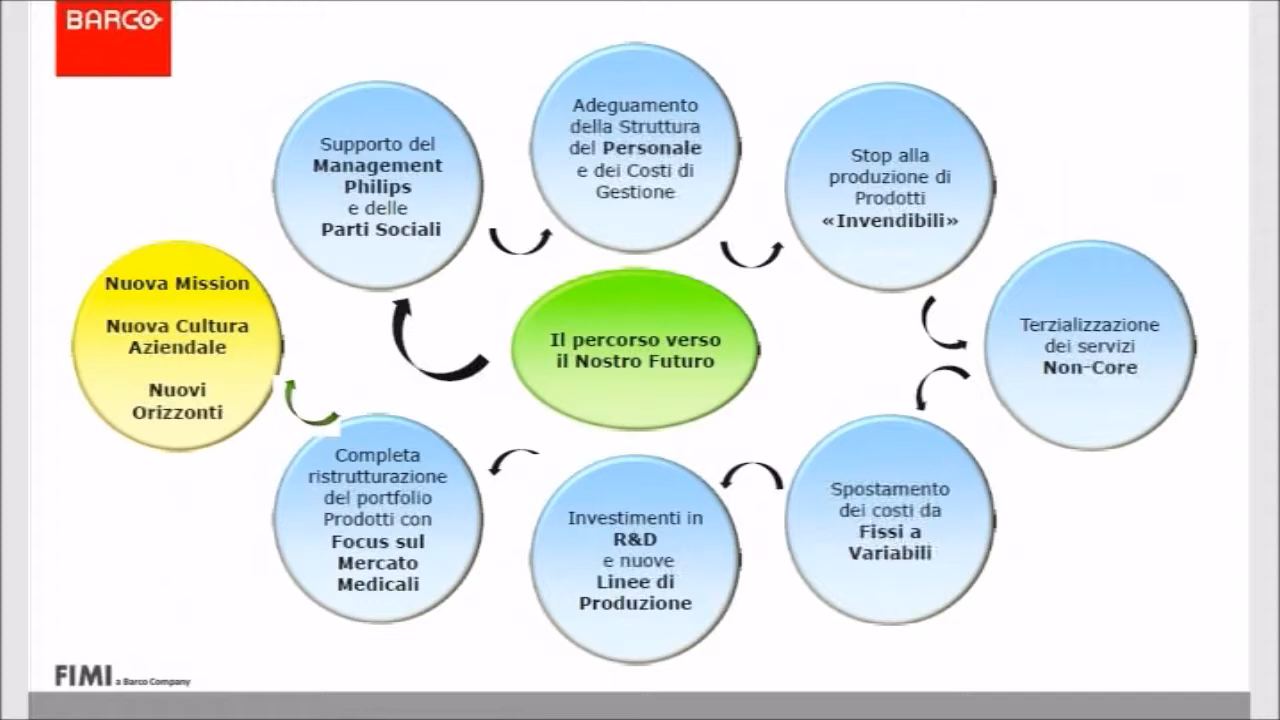 BARCO
Supporto del
Management
Philips
e delle
Parti Sociali
Adeguamento
della Struttura
del Personale
e dei Costi di
Gestione
Stop alla
produzione di
Prodotti
«Invendibili»
Terzializzazione
dei servizi
Non-Core
Spostamento
dei costi da
Fissi a
Variabili
Investimenti in
R&D
e nuove
Linee di
Produzione
Completa
ristrutturazione
del portfolio
Prodotti con
Focus sul
Mercato
Medicali
Nuova Mission
Nuova Cultura
Aziendale
Nuovi
Orizzonti
Il percorso verso
il Nostro Futuro
FIMI a Barco Company